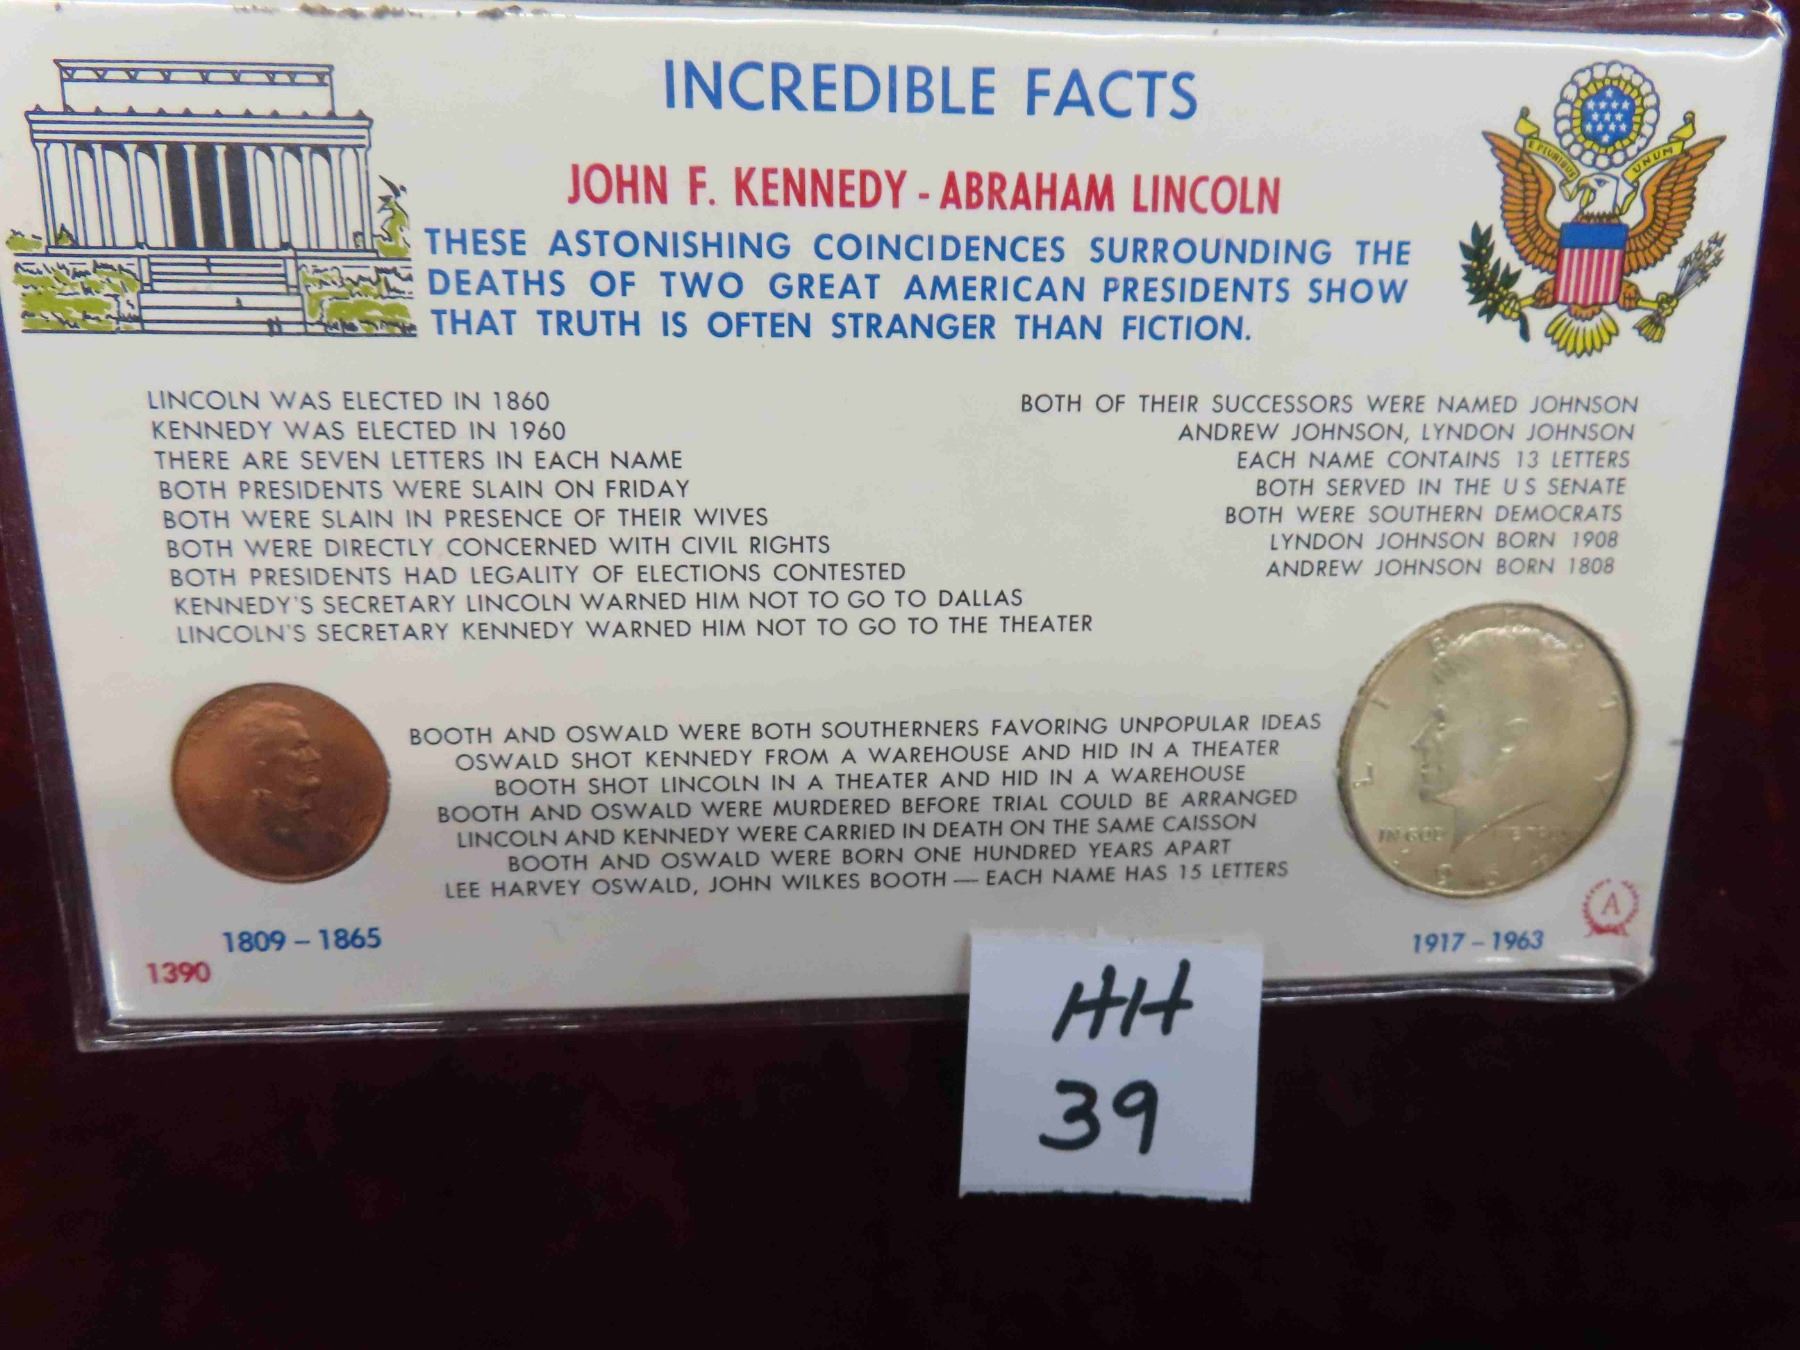 INCREDIBLE FACTS
JOHN F. KENNEDY - ABRAHAM LINCOLN
THESE ASTONISHING COINCIDENCES SURROUNDING THE
DEATHS OF TWO GREAT AMERICAN PRESIDENTS SHOW
THAT TRUTH IS OFTEN STRANGER THAN FICTION.
E PLURIBUS UNUM
LINCOLN WAS ELECTED IN 1860
KENNEDY WAS ELECTED IN 1960
THERE ARE SEVEN LETTERS IN EACH NAME
BOTH PRESIDENTS WERE SLAIN ON FRIDAY
BOTH WERE SLAIN IN PRESENCE OF THEIR WIVES
BOTH WERE DIRECTLY CONCERNED WITH CIVIL RIGHTS
BOTH PRESIDENTS HAD LEGALITY OF ELECTIONS CONTESTED
KENNEDY'S SECRETARY LINCOLN WARNED HIM NOT TO GO TO DALLAS
LINCOLN'S SECRETARY KENNEDY WARNED HIM NOT TO GO TO THE THEATER
BOTH OF THEIR SUCCESSORS WERE NAMED JOHNSON
ANDREW JOHNSON, LYNDON JOHNSON
EACH NAME CONTAINS 13 LETTERS
BOTH SERVED IN THE U S SENATE
BOTH WERE SOUTHERN DEMOCRATS
LYNDON JOHNSON BORN 1908
ANDREW JOHNSON BORN 1808
BOOTH AND OSWALD WERE BOTH SOUTHERNERS FAVORING UNPOPULAR IDEAS
OSWALD SHOT KENNEDY FROM A WAREHOUSE AND HID IN A THEATER
BOOTH SHOT LINCOLN IN A THEATER AND HID IN A WAREHOUSE
BOOTH AND OSWALD WERE MURDERED BEFORE TRIAL COULD BE ARRANGED
LINCOLN AND KENNEDY WERE CARRIED IN DEATH ON THE SAME CAISSON
BOOTH AND OSWALD WERE BORN ONE HUNDRED YEARS APART
LEE HARVEY OSWALD, JOHN WILKES BOOTH — EACH NAME HAS 15 LETTERS
IN GOD WE
1809 – 1865
1390
1917 – 1963
A
HH
39